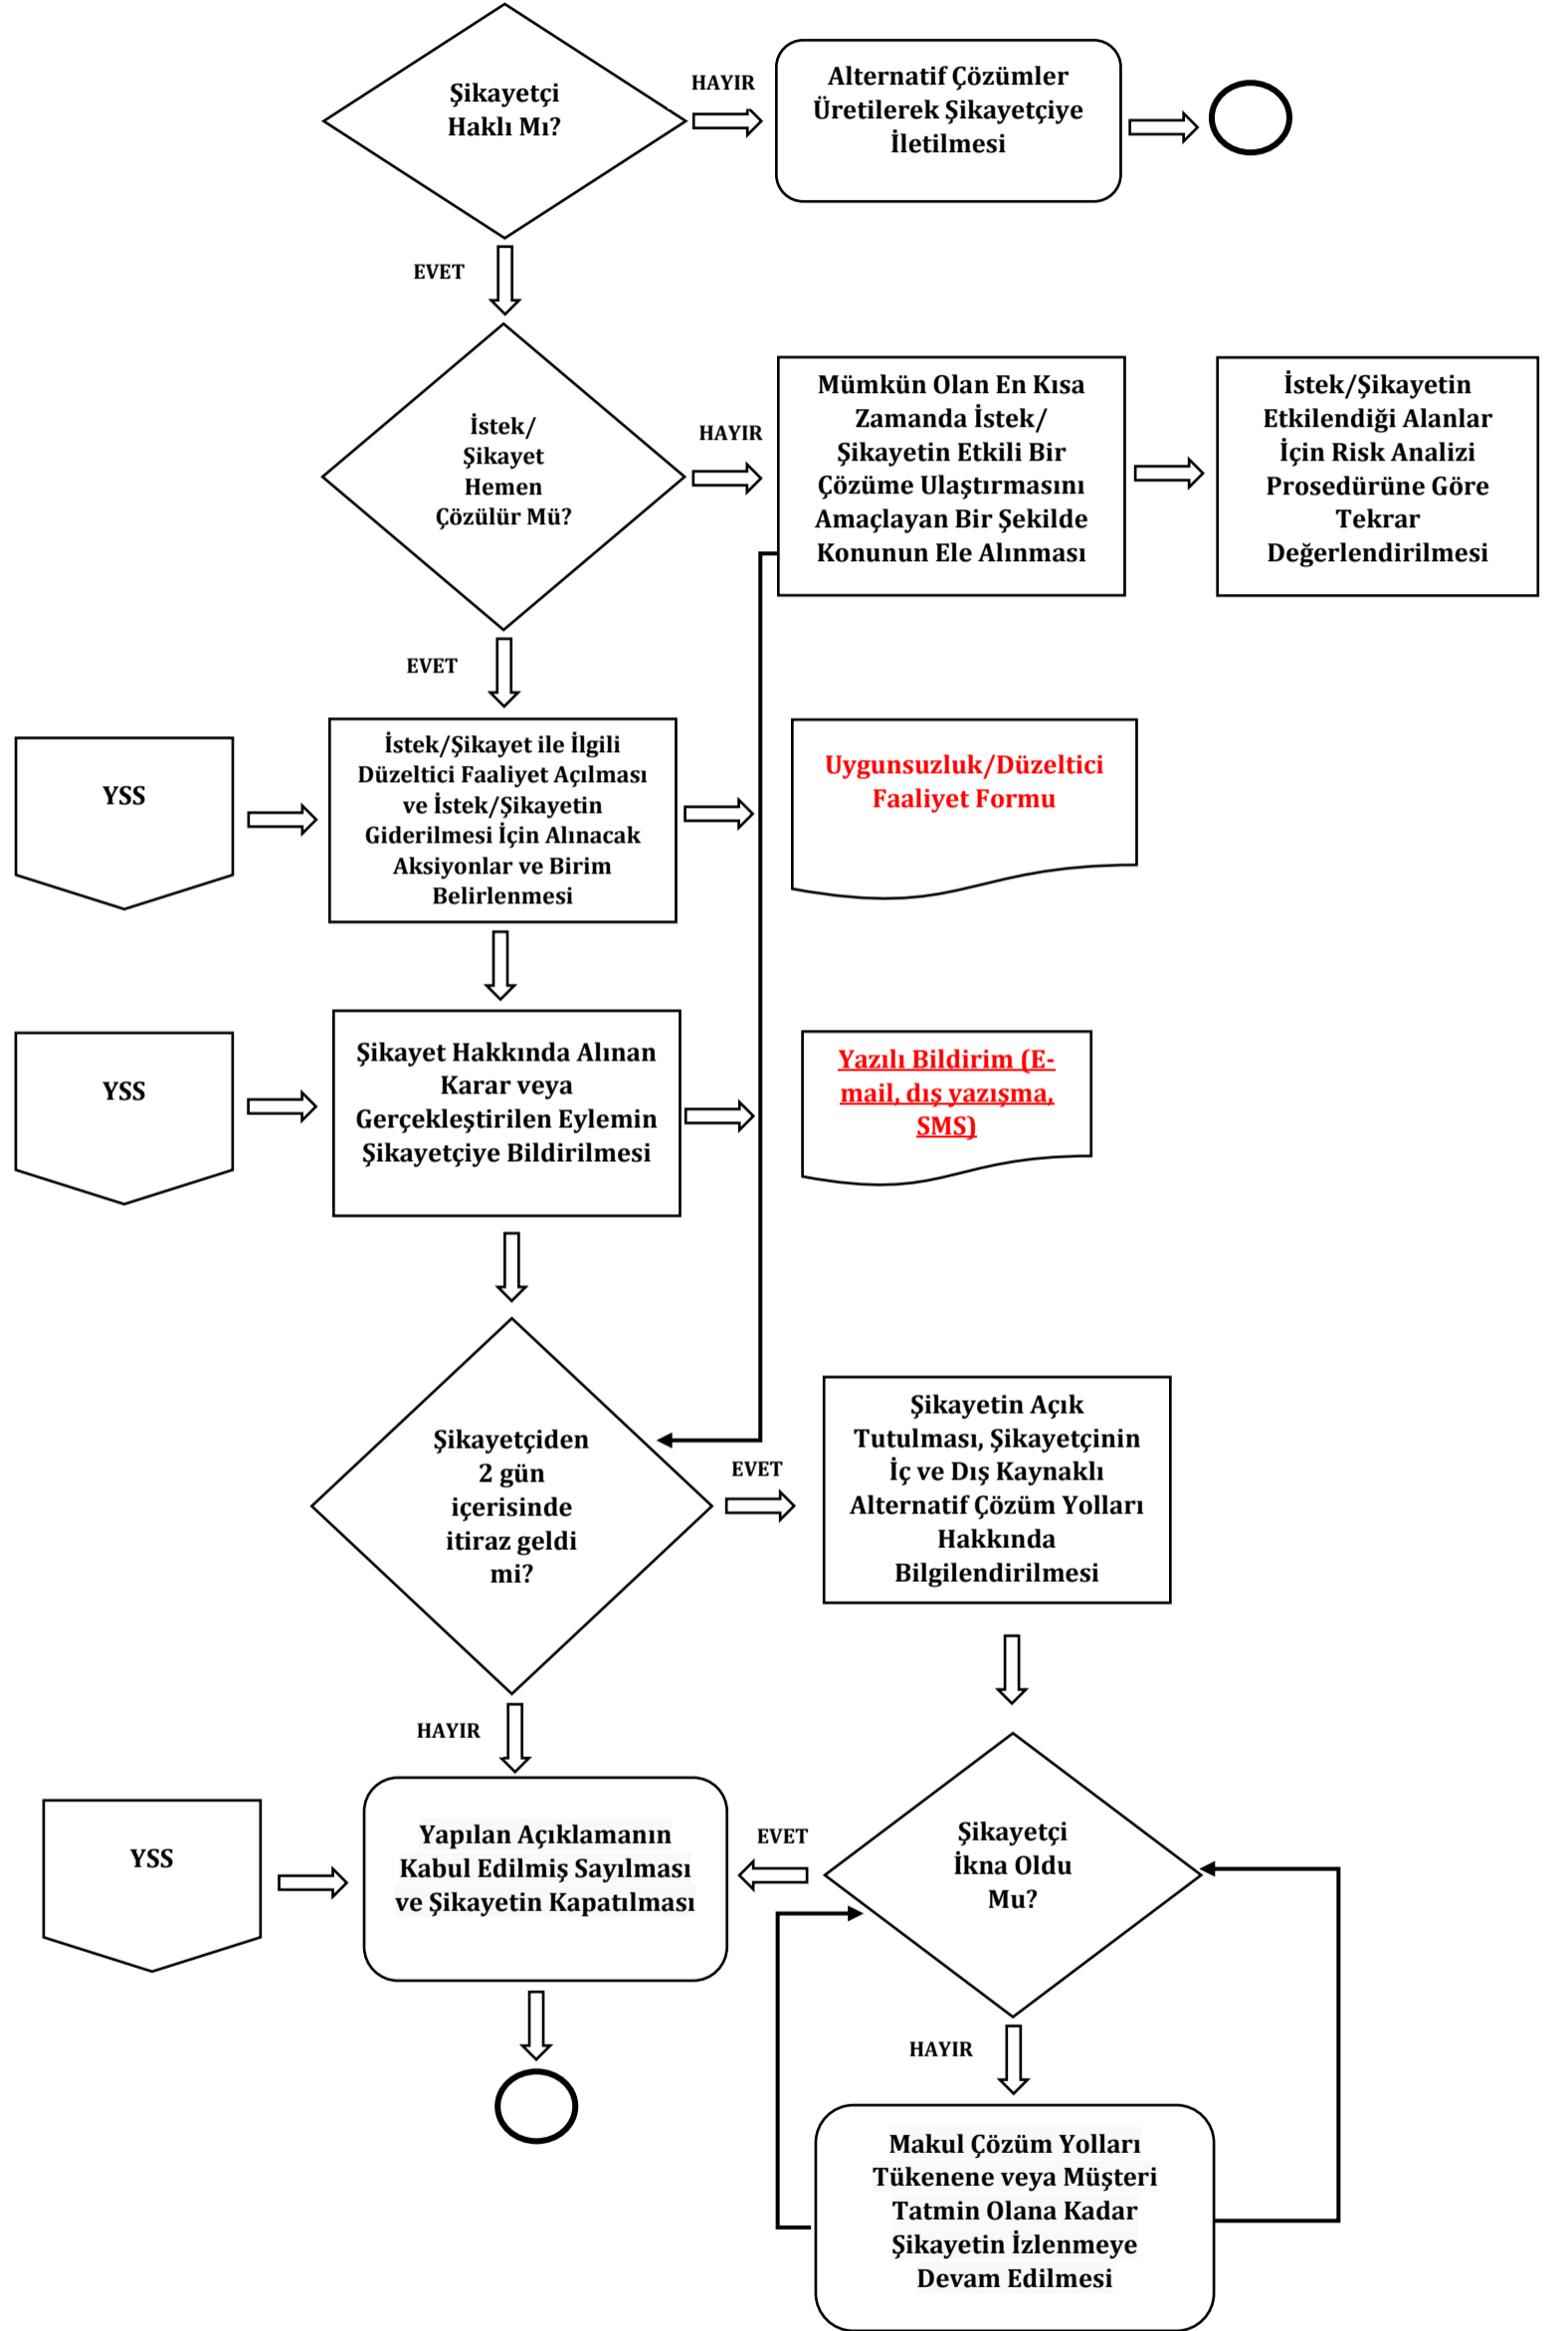 Şikayetçi
Haklı Mı?
HAYIR
Alternatif Çözümler
Üretilerek Şikayetçiye
İletilmesi
EVET
İstek/
Şikayet
Hemen
Çözülür Mü?
HAYIR
Mümkün Olan En Kısa
Zamanda İstek/
Şikayetin Etkili Bir
Çözüme Ulaştırmasını
Amaçlayan Bir Şekilde
Konunun Ele Alınması
İstek/Şikayetin
Etkilendiği Alanlar
İçin Risk Analizi
Prosedürüne Göre
Tekrar
Değerlendirilmesi
EVET
YSS
İstek/Şikayet ile İlgili
Düzeltici Faaliyet Açılması
ve İstek/Şikayetin
Giderilmesi İçin Alınacak
Aksiyonlar ve Birim
Belirlenmesi
Uygunsuzluk/Düzeltici
Faaliyet Formu
YSS
Şikayet Hakkında Alınan
Karar veya
Gerçekleştirilen Eylemin
Şikayetçiye Bildirilmesi
Yazılı Bildirim (E-
mail, dış yazışma,
SMS)
Şikayetçiden
2 gün
içerisinde
itiraz geldi
mi?
EVET
Şikayetin Açık
Tutulması, Şikayetçinin
İç ve Dış Kaynaklı
Alternatif Çözüm Yolları
Hakkında
Bilgilendirilmesi
HAYIR
YSS
Yapılan Açıklamanın
Kabul Edilmiş Sayılması
ve Şikayetin Kapatılması
EVET
Şikayetçi
İkna Oldu
Mu?
HAYIR
Makul Çözüm Yolları
Tükenene veya Müşteri
Tatmin Olana Kadar
Şikayetin İzlenmeye
Devam Edilmesi